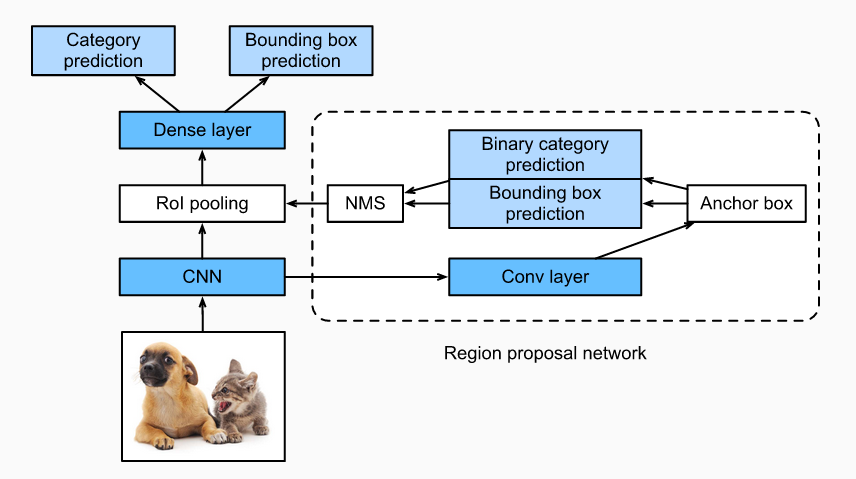 Category
prediction
Bounding box
prediction
Dense layer
Binary category
prediction
RoI pooling
NMS
Bounding box
prediction
Anchor box
CNN
Conv layer
Region proposal network